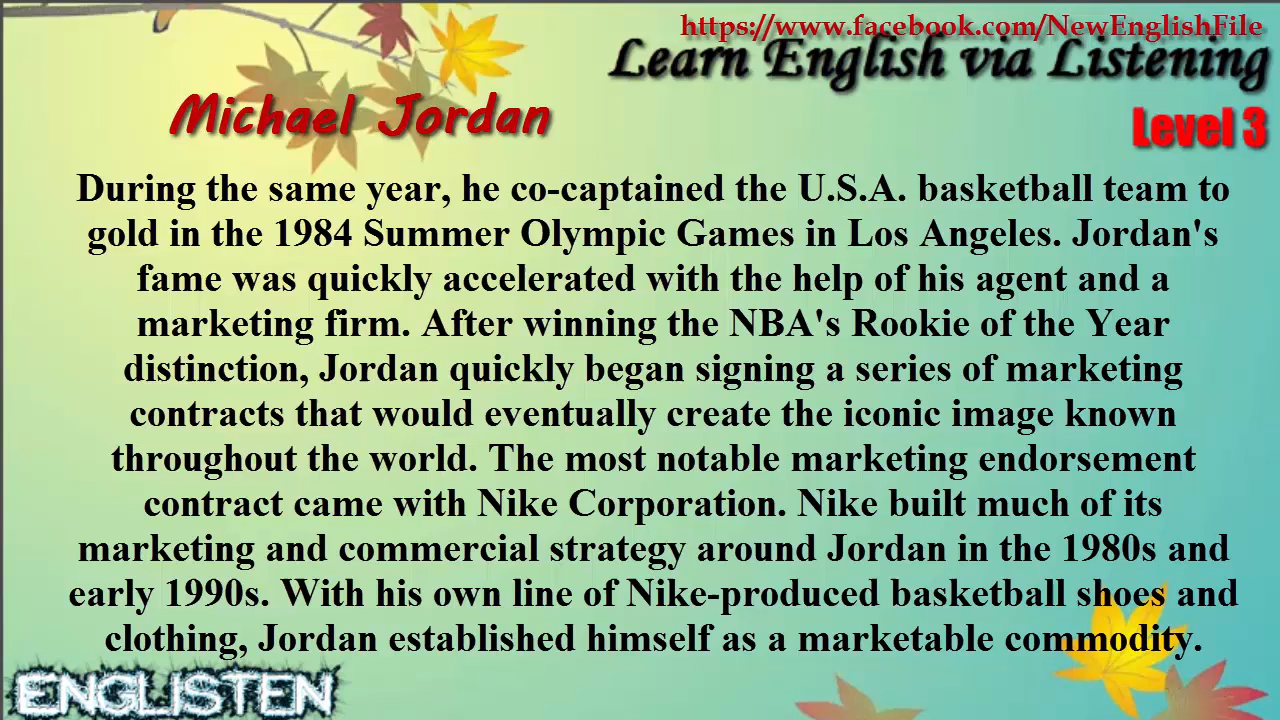 https://www.facebook.com/NewEnglishFile
Learn English via Listening
Michael Jordan
Level 3
During the same year, he co-captained the U.S.A. basketball team to
gold in the 1984 Summer Olympic Games in Los Angeles. Jordan's
fame was quickly accelerated with the help of his agent and a
marketing firm. After winning the NBA's Rookie of the Year
distinction, Jordan quickly began signing a series of marketing
contracts that would eventually create the iconic image known
throughout the world. The most notable marketing endorsement
contract came with Nike Corporation. Nike built much of its
marketing and commercial strategy around Jordan in the 1980s and
early 1990s. With his own line of Nike-produced basketball shoes and
clothing, Jordan established himself as a marketable commodity.
ENGLISTEN